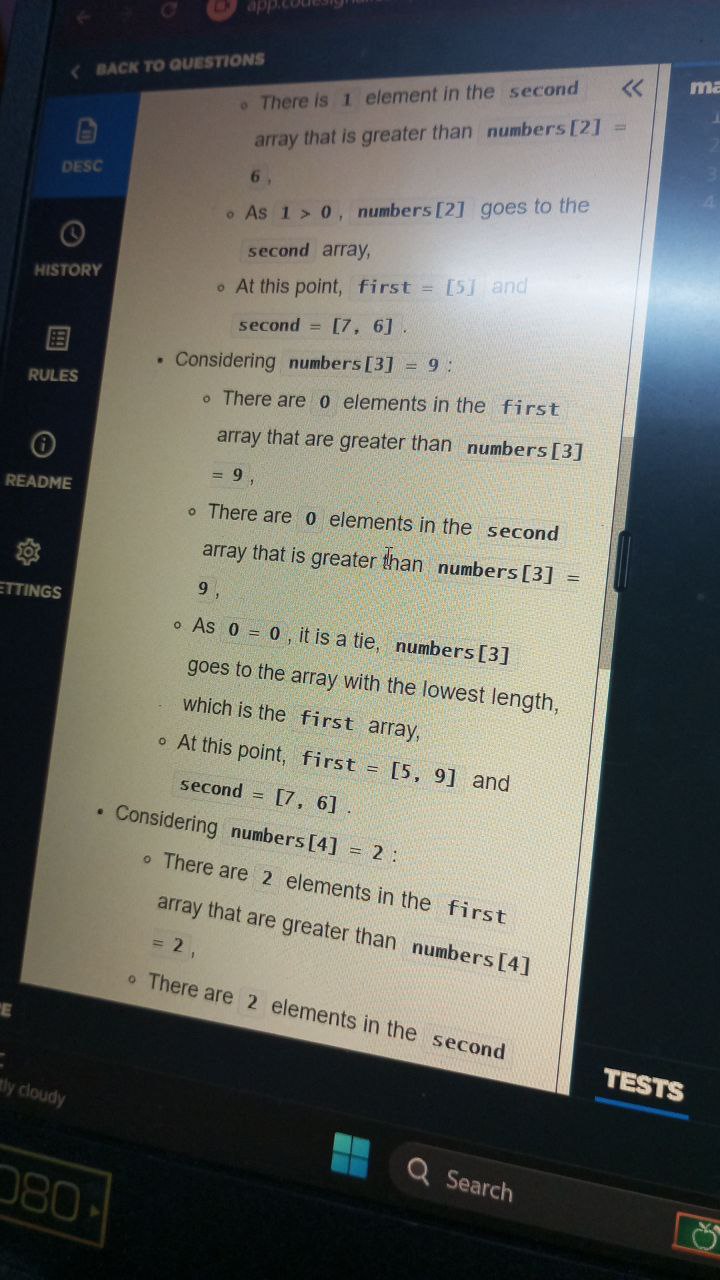 BACK TO QUESTIONS
There is 1 element in the second
array that is greater than numbers[2] =
6 ,
As 1 > 0 , numbers[2] goes to the
second array,
At this point, first = [5] and
second = [7, 6] .
Considering numbers[3] = 9 :
There are 0 elements in the first
array that are greater than numbers[3]
= 9 ,
There are 0 elements in the second
array that is greater than numbers[3] =
9 ,
As 0 = 0 , it is a tie, numbers[3]
goes to the array with the lowest length,
which is the first array,
At this point, first = [5, 9] and
second = [7, 6] .
Considering numbers[4] = 2 :
There are 2 elements in the first
array that are greater than numbers[4]
= 2 ,
There are 2 elements in the second
DESC
HISTORY
RULES
README
ETTINGS
ma
1
2
3
4
TESTS
tly cloudy
Search
080